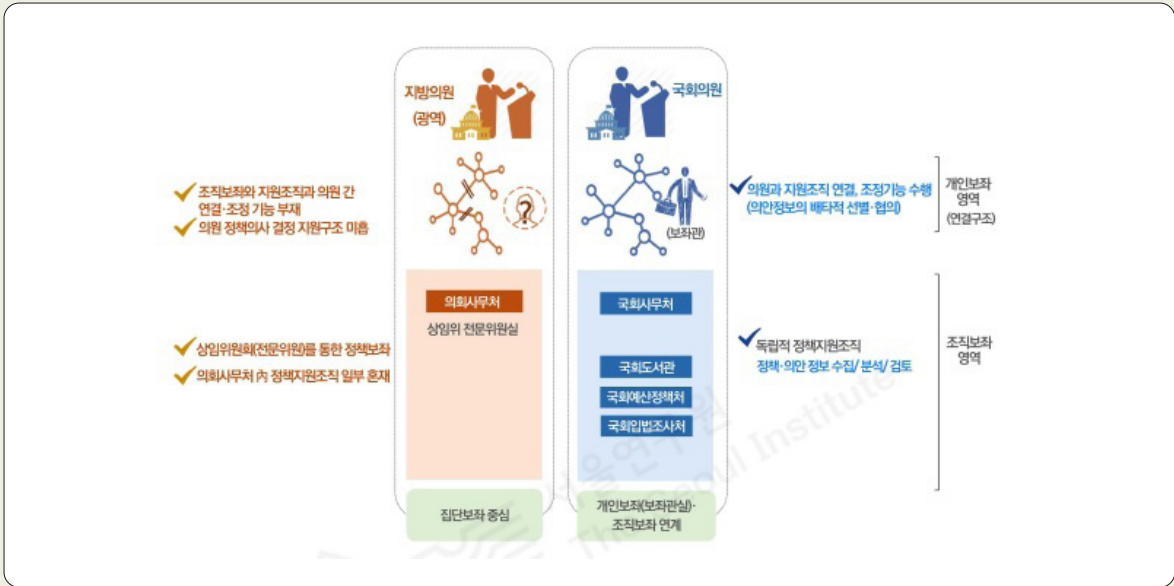 지방의원
(광역)
국회의원
조직보좌와 지원조직과 의원 간
연결·조정 기능 부재
의원 정책의사 결정 지원구조 미흡
?
(보좌관)
의원과 지원조직 연결, 조정기능 수행
(의안정보의 배타적 선별·협의)
개인보좌
영역
(연결구조)
상임위원회(전문위원)를 통한 정책보좌
의회사무처 內 정책지원조직 일부 혼재
의회사무처
상임위 전문위원실
국회사무처
국회도서관
국회예산정책처
국회입법조사처
독립적 정책지원조직
정책·의안 정보 수집/ 분석/ 검토
조직보좌
영역
집단보좌 중심
개인보좌(보좌관실)·
조직보좌 연계
서울연구원
The Seoul Institute